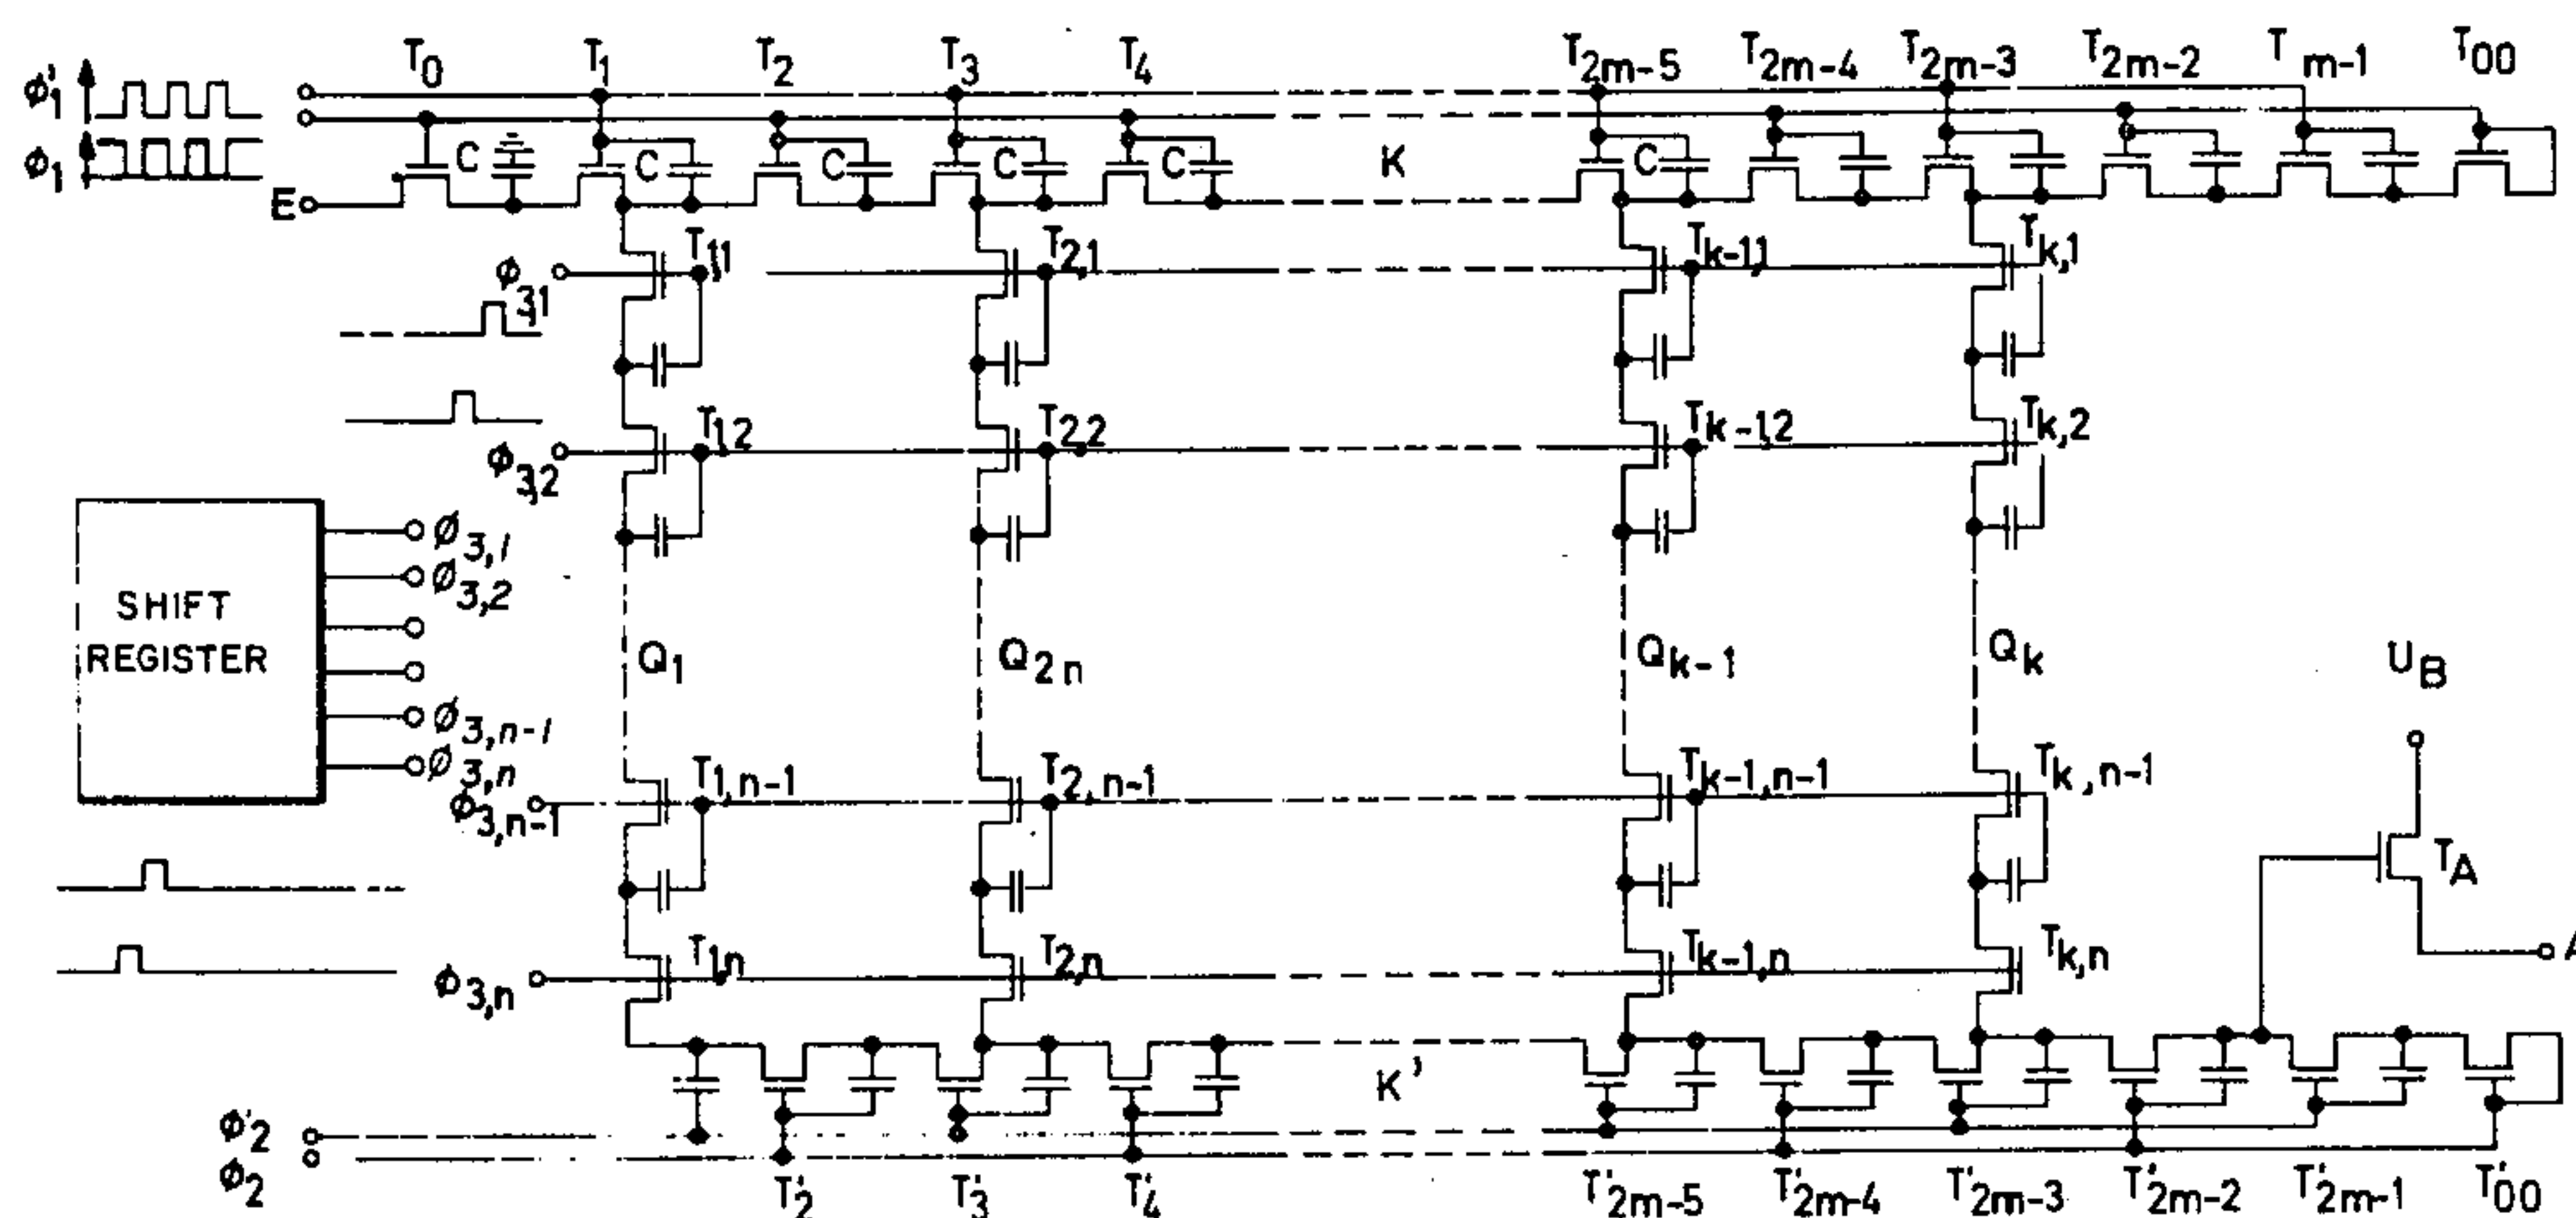 T0 T1 T2 T3 T4 T2m-5 T2m-4 T2m-3 T2m-2 Tm-1 T00
ϕ'1
ϕ1
C C C C C K C
E
ϕ3,1 T1,1 T2,1 Tk-1,1 Tk,1
ϕ3,2 T1,2 T2,2 Tk-1,2 Tk,2
SHIFT
REGISTER
ϕ3,1
ϕ3,2
ϕ3,n-1
ϕ3,n
Q1 Q2n Qk-1 Qk
UB
ϕ3,n-1 T1,n-1 T2,n-1 Tk-1,n-1 Tk,n-1
TA
ϕ3,n T1,n T2,n Tk-1,n Tk,n
A
K'
ϕ'2
ϕ2
T'2 T'3 T'4 T'2m-5 T'2m-4 T'2m-3 T'2m-2 T'2m-1 T'00